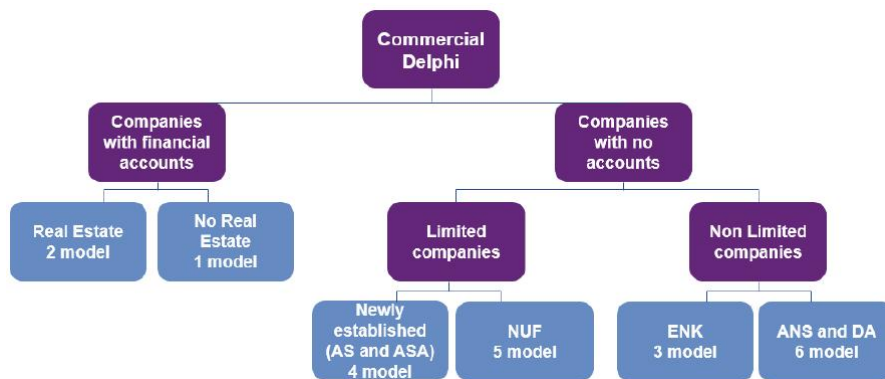 Commercial
Delphi
Companies
with financial
accounts
Companies
with no
accounts
Real Estate
2 model
No Real
Estate
1 model
Limited
companies
Non Limited
companies
Newly
established
(AS and ASA)
4 model
NUF
5 model
ENK
3 model
ANS and DA
6 model